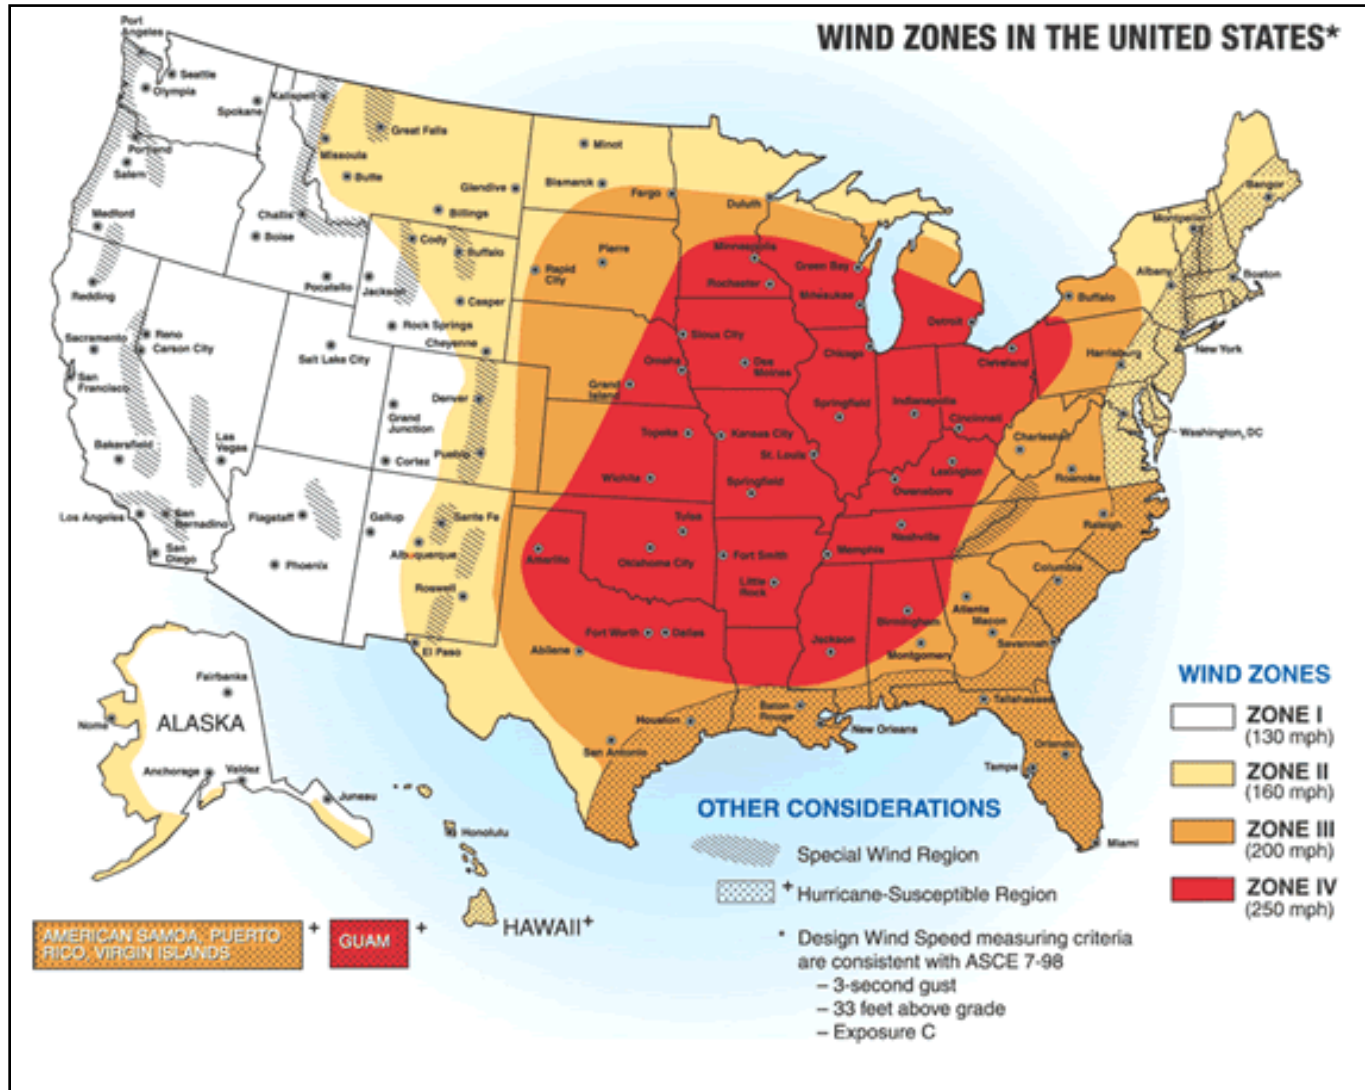 WIND ZONES IN THE UNITED STATES*
Port
Angeles
Seattle
Olympia
Spokane
Kalispell
Great Falls
Missoula
Butte
Glendive
Billings
Minot
Bismarck
Fargo
Duluth
Portland
Salem
Medford
Challis
Boise
Pocatello
Jackson
Cody
Buffalo
Casper
Rock Springs
Cheyenne
Rapid
City
Pierre
Minneapolis
Rochester
Green Bay
Milwaukee
Detroit
Buffalo
Albany
Montpelier
Bangor
Boston
New York
Harrisburg
Washington, DC
Redding
Sacramento
Reno
Carson City
San
Francisco
Salt Lake City
Bakersfield
Las
Vegas
Los Angeles
San
Bernadino
San
Diego
Grand
Junction
Cortez
Denver
Pueblo
Flagstaff
Phoenix
Gallup
Sante Fe
Albuquerque
Roswell
El Paso
Sioux City
Omaha
Des
Moines
Grand
Island
Chicago
Cleveland
Springfield
Indianapolis
Cincinnati
Charleston
Roanoke
Raleigh
Topeka
Kansas City
St. Louis
Wichita
Springfield
Lexington
Owensboro
Nashville
Tulsa
Oklahoma City
Amarillo
Fort Smith
Little
Rock
Memphis
Columbia
Atlanta
Macon
Savannah
Birmingham
Montgomery
Jackson
Fort Worth
Dallas
Abilene
Houston
San Antonio
Baton
Rouge
New Orleans
Tallahassee
Orlando
Tampa
Miami
Fairbanks
Nome
ALASKA
Anchorage
Valdez
Juneau
Honolulu
HAWAII+
AMERICAN SAMOA, PUERTO
RICO, VIRGIN ISLANDS
+
GUAM
+
OTHER CONSIDERATIONS
Special Wind Region
+ Hurricane-Susceptible Region
* Design Wind Speed measuring criteria
are consistent with ASCE 7-98
– 3-second gust
– 33 feet above grade
– Exposure C
WIND ZONES
ZONE I
(130 mph)
ZONE II
(160 mph)
ZONE III
(200 mph)
ZONE IV
(250 mph)